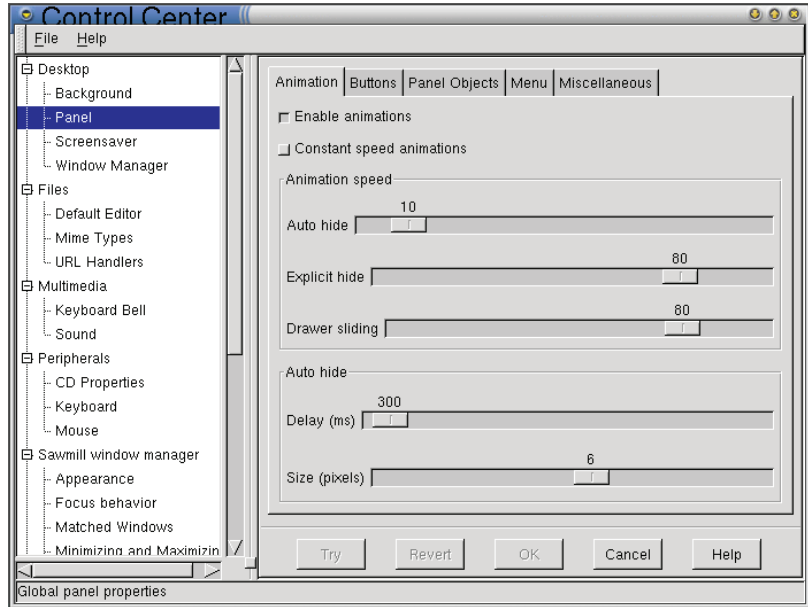 Control Center
File Help
Desktop
Background
Panel
Screensaver
Window Manager
Files
Default Editor
Mime Types
URL Handlers
Multimedia
Keyboard Bell
Sound
Peripherals
CD Properties
Keyboard
Mouse
Sawmill window manager
Appearance
Focus behavior
Matched Windows
Minimizing and Maximizin
Animation Buttons Panel Objects Menu Miscellaneous
Enable animations
Constant speed animations
Animation speed
10
Auto hide
80
Explicit hide
80
Drawer sliding
Auto hide
300
Delay (ms)
6
Size (pixels)
Try Revert OK Cancel Help
Global panel properties